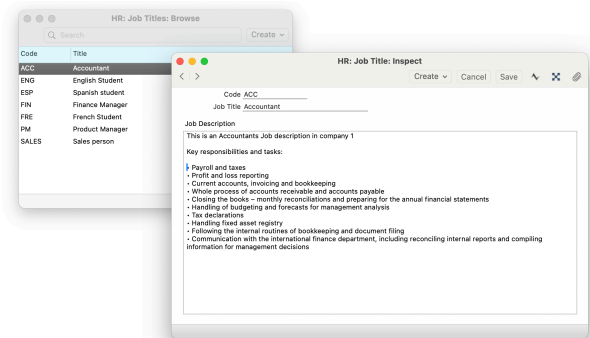 HR: Job Titles: Browse
Search
Create
Code Title
ACC Accountant
ENG English Student
ESP Spanish student
FIN Finance Manager
FRE French Student
PM Product Manager
SALES Sales person
HR: Job Title: Inspect
Create Cancel Save
Code ACC
Job Title Accountant
Job Description
This is an Accountants Job description in company 1
Key responsibilities and tasks:
• Payroll and taxes
• Profit and loss reporting
• Current accounts, invoicing and bookkeeping
• Whole process of accounts receivable and accounts payable
• Closing the books – monthly reconciliations and preparing for the annual financial statements
• Handling of budgeting and forecasts for management analysis
• Tax declarations
• Handling fixed asset registry
• Following the internal routines of bookkeeping and document filing
• Communication with the international finance department, including reconciling internal reports and compiling
information for management decisions